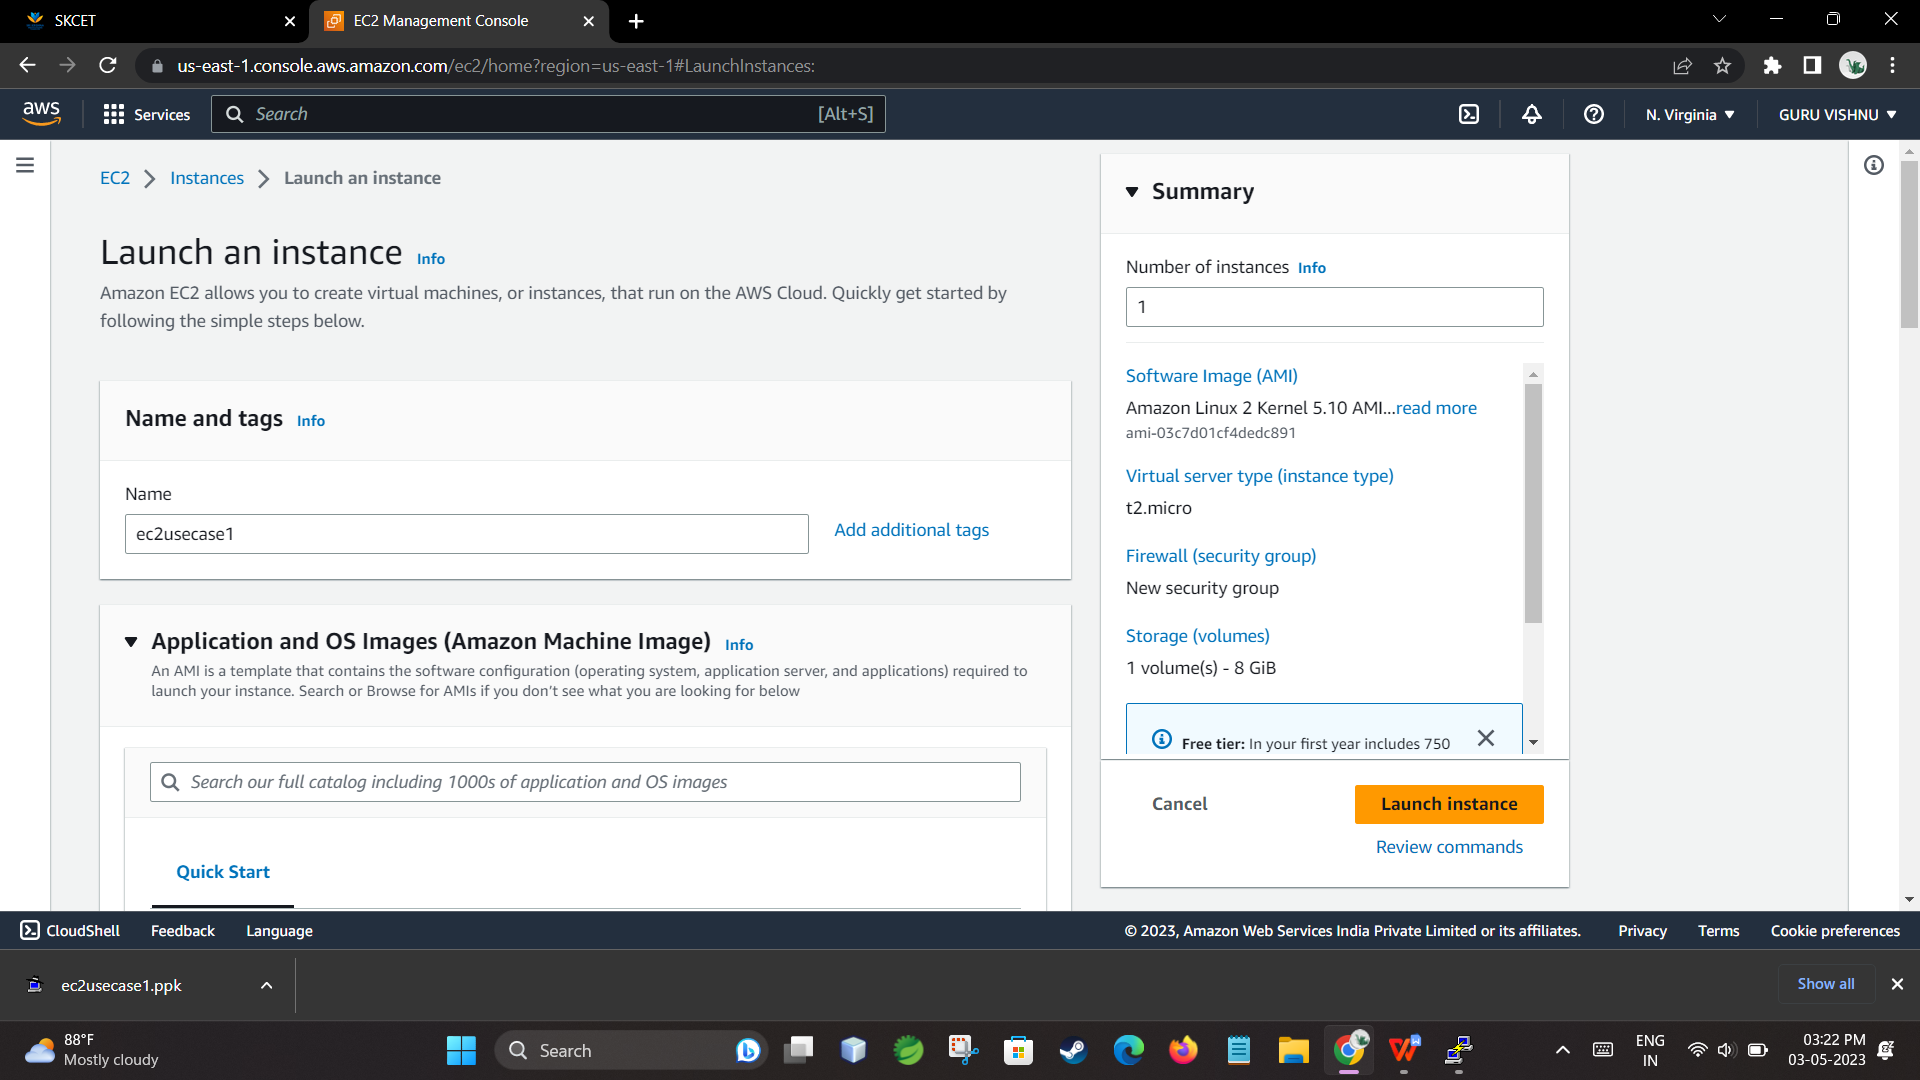 SKCET
EC2 Management Console
us-east-1.console.aws.amazon.com/ec2/home?region=us-east-1#LaunchInstances:
aws
Services
Search
[Alt+S]
N. Virginia
GURU VISHNU
EC2
Instances
Launch an instance
Launch an instance Info
Amazon EC2 allows you to create virtual machines, or instances, that run on the AWS Cloud. Quickly get started by
following the simple steps below.
Name and tags Info
Name
ec2usecase1
Add additional tags
Application and OS Images (Amazon Machine Image) Info
An AMI is a template that contains the software configuration (operating system, application server, and applications) required to
launch your instance. Search or Browse for AMIs if you don't see what you are looking for below
Search our full catalog including 1000s of application and OS images
Quick Start
Summary
Number of instances Info
1
Software Image (AMI)
Amazon Linux 2 Kernel 5.10 AMI...read more
ami-03c7d01cf4dedc891
Virtual server type (instance type)
t2.micro
Firewall (security group)
New security group
Storage (volumes)
1 volume(s) - 8 GiB
Free tier: In your first year includes 750
Cancel
Launch instance
Review commands
CloudShell
Feedback
Language
© 2023, Amazon Web Services India Private Limited or its affiliates.
Privacy
Terms
Cookie preferences
ec2usecase1.ppk
Show all
88°F
Mostly cloudy
Search
ENG
IN
03:22 PM
03-05-2023